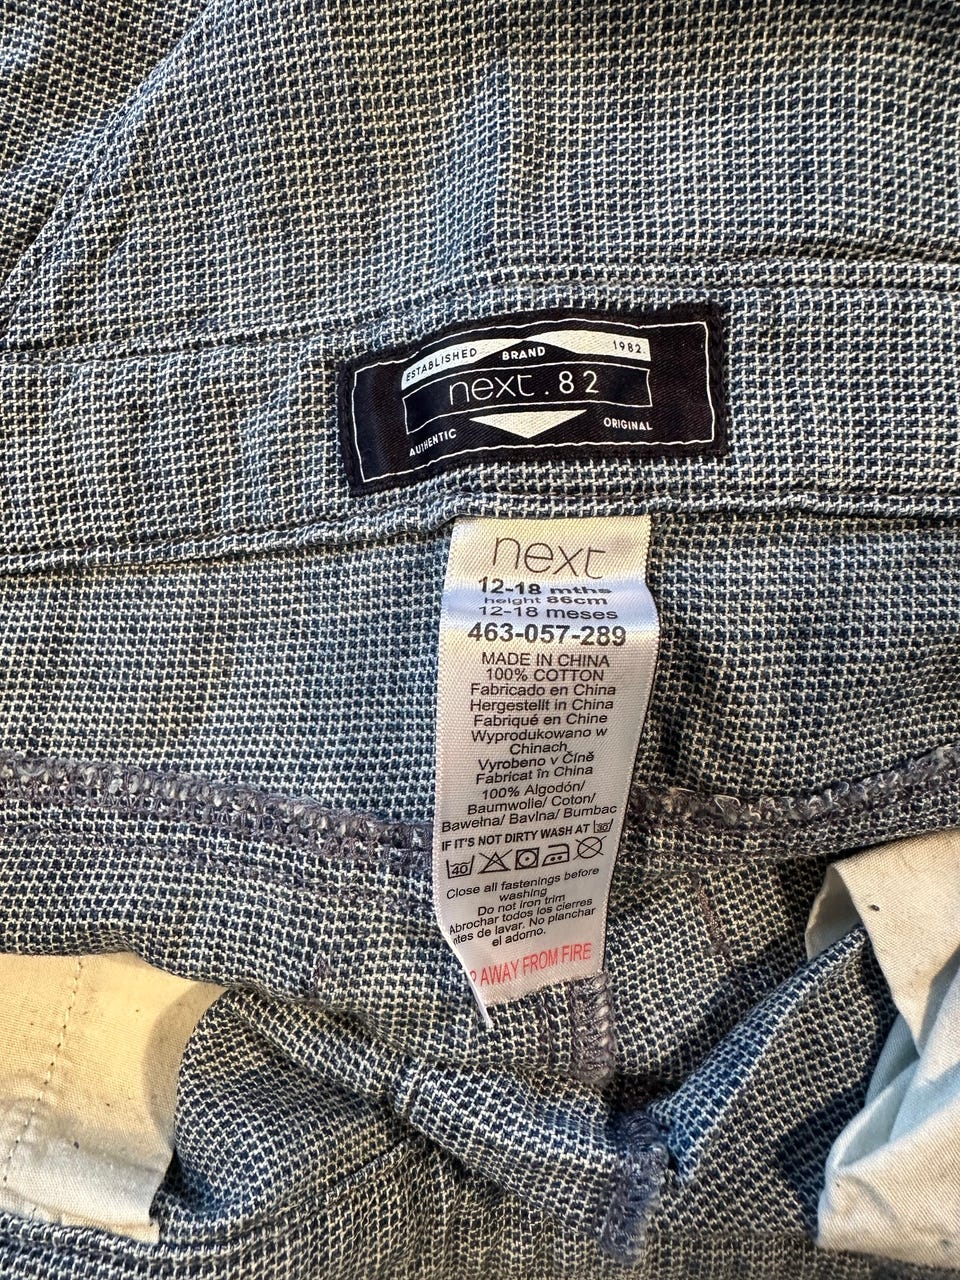 ESTABLISHED BRAND 1982.
next.82
AUTHENTIC ORIGINAL
next
12-18 mths
height 86cm
12-18 meses
463-057-289
MADE IN CHINA
100% COTTON
Fabricado en China
Hergestellt in China
Fabriqué en Chine
Wyprodukowano w
Chinach
Vyrobeno v Číně
Fabricat în China
100% Algodón/
Baumwolle/ Coton/
Bawełna/ Bavlna/ Bumbac
IF IT'S NOT DIRTY WASH AT 30
40
Close all fastenings before
washing
Do not iron trim
Abrochar todos los cierres
antes de lavar. No planchar
el adorno.
AWAY FROM FIRE